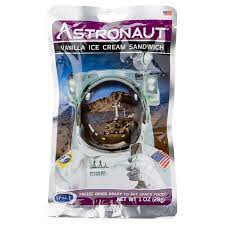 ASTRONAUT
VANILLA ICE CREAM SANDWICH
FREEZE DRIED READY TO EAT SPACE FOOD
NET WT 1 OZ (28g)